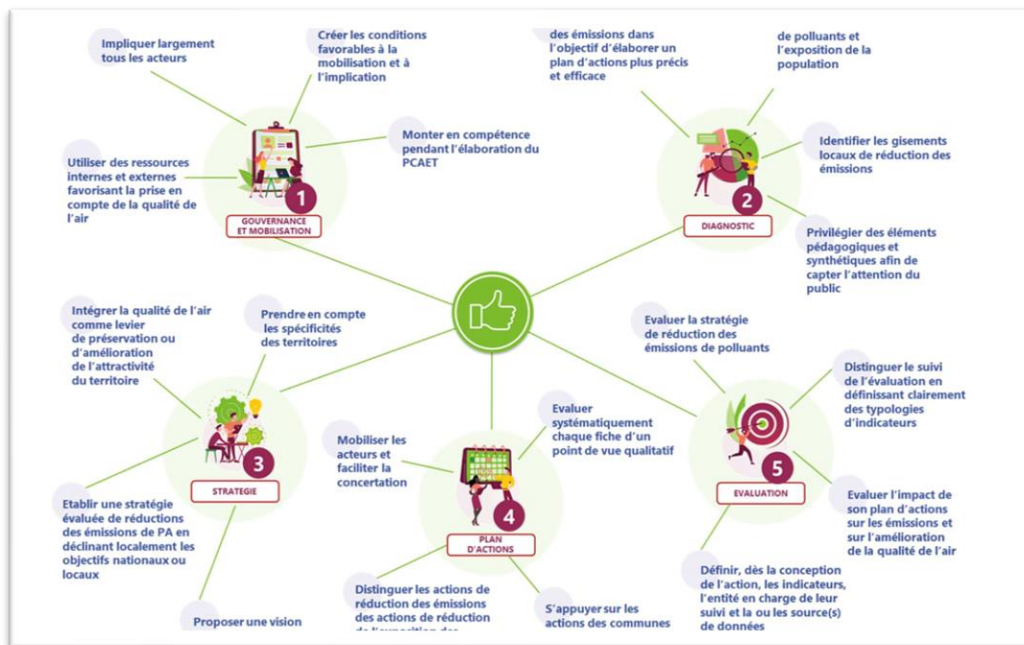 Impliquer largement
tous les acteurs
Créer les conditions
favorables à la
mobilisation et à
l'implication
Monter en compétence
pendant l'élaboration du
PCAET
Utiliser des ressources
internes et externes
favorisant la prise en
compte de la qualité de
l'air
1
GOUVERNANCE
ET MOBILISATION
des émissions dans
l'objectif d'élaborer un
plan d'actions plus précis
et efficace
de polluants et
l'exposition de la
population
Identifier les gisements
locaux de réduction des
émissions
Privilégier des éléments
pédagogiques et
synthétiques afin de
capter l'attention du
public
2
DIAGNOSTIC
Intégrer la qualité de l'air
comme levier
de préservation ou
d'amélioration
de l'attractivité
du territoire
Prendre en compte
les spécificités
des territoires
3
STRATEGIE
Etablir une stratégie
évaluée de réductions
des émissions de PA en
déclinant localement les
objectifs nationaux ou
locaux
Proposer une vision
Mobiliser les
acteurs et
faciliter la
concertation
Evaluer
systématiquement
chaque fiche d'un
point de vue qualitatif
4
PLAN
D'ACTIONS
Distinguer les actions de
réduction des émissions
des actions de réduction
de l'exposition des
S'appuyer sur les
actions des communes
Evaluer la stratégie
de réduction des
émissions de polluants
Distinguer le suivi
de l'évaluation en
définissant clairement
des typologies
d'indicateurs
5
EVALUATION
Evaluer l'impact de
son plan d'actions
sur les émissions et
sur l'amélioration
de la qualité de l'air
Définir, dès la conception
de l'action, les indicateurs,
l'entité en charge de leur
suivi et la ou les source(s)
de données